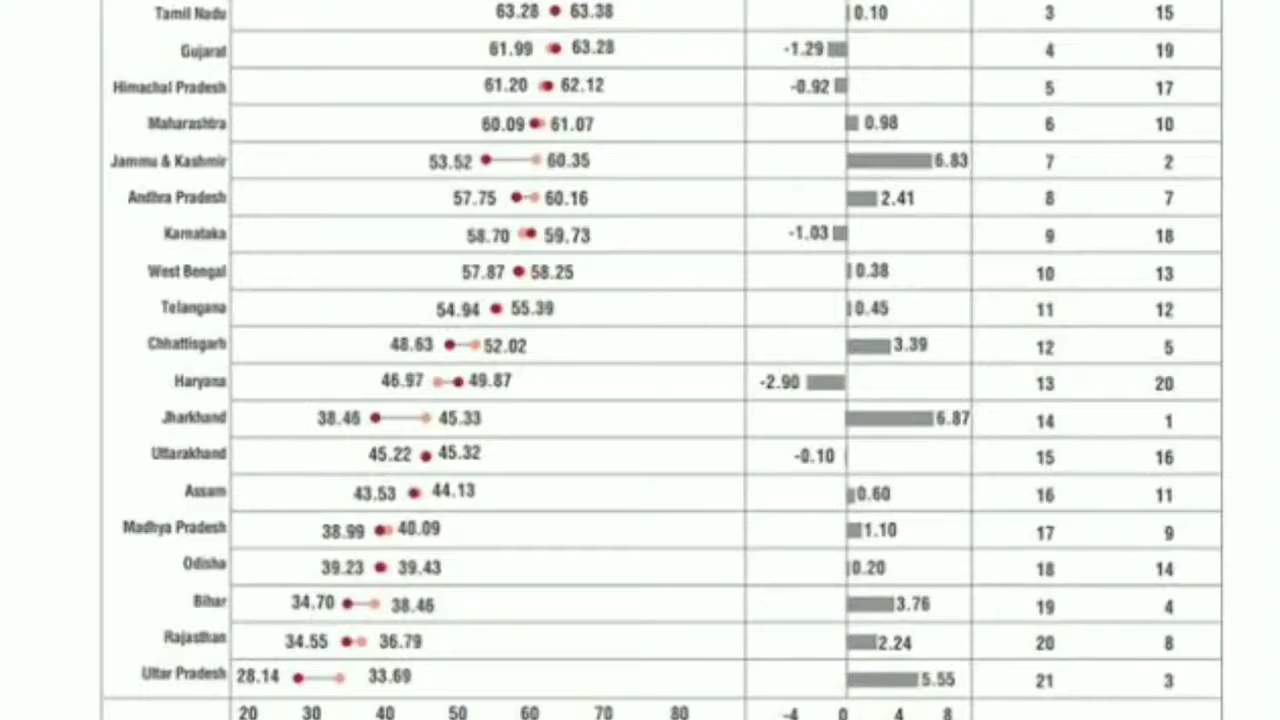 Tamil Nadu 63.28 63.38 0.10 3 15
Gujarat 61.99 63.28 -1.29 4 19
Himachal Pradesh 61.20 62.12 -0.92 5 17
Maharashtra 60.09 61.07 0.98 6 10
Jammu & Kashmir 53.52 60.35 6.83 7 2
Andhra Pradesh 57.75 60.16 2.41 8 7
Karnataka 58.70 59.73 -1.03 9 18
West Bengal 57.87 58.25 0.38 10 13
Telangana 54.94 55.39 0.45 11 12
Chhattisgarh 48.63 52.02 3.39 12 5
Haryana 46.97 49.87 -2.90 13 20
Jharkhand 38.46 45.33 6.87 14 1
Uttarakhand 45.22 45.32 -0.10 15 16
Assam 43.53 44.13 0.60 16 11
Madhya Pradesh 38.99 40.09 1.10 17 9
Odisha 39.23 39.43 0.20 18 14
Bihar 34.70 38.46 3.76 19 4
Rajasthan 34.55 36.79 2.24 20 8
Uttar Pradesh 28.14 33.69 5.55 21 3
20 30 40 50 60 70 80 -4 0 4 8